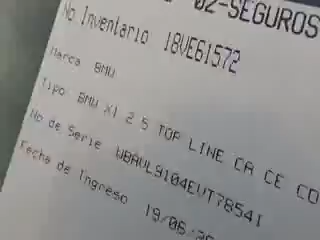 02-SEGUROS
No Inventario 18VE61572
Marca BMW
Tipo BMW X1 2 5 TOP LINE CA CE CO
No de Serie WBAVL9104EVT78541
Fecha de Ingreso 19/06/20